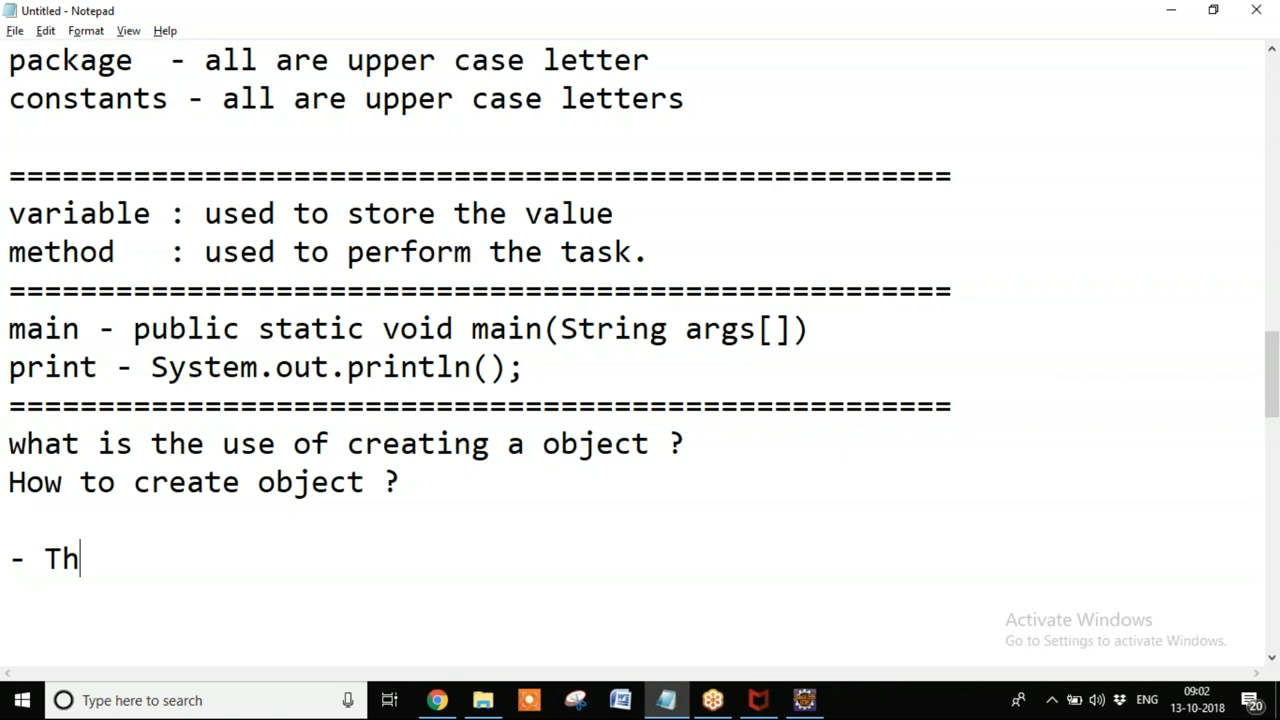 Untitled - Notepad
File Edit Format View Help
package  - all are upper case letter
constants - all are upper case letters
=====================================================
variable : used to store the value
method   : used to perform the task.
=====================================================
main - public static void main(String args[])
print - System.out.println();
=====================================================
what is the use of creating a object ?
How to create object ?
- Th
Activate Windows
Go to Settings to activate Windows.
Type here to search
ENG
09:02
13-10-2018
20